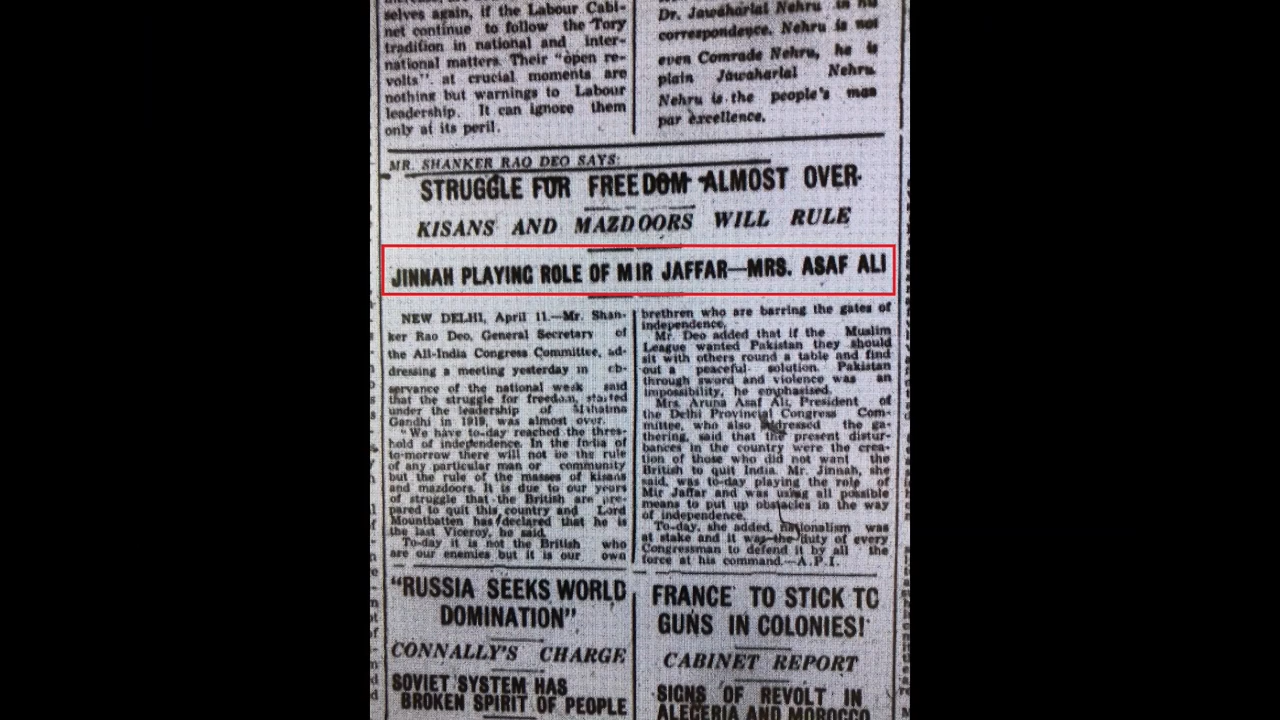 selves again, if the Labour Cabi-
net continue to follow the Tory
tradition in national and inter-
national matters. Their "open re-
volts" at crucial moments are
nothing but warnings to Labour
leadership. It can ignore them
only at its peril.
Dr. Jawaharlal Nehru in his
correspondence. Nehru is not
even Comrade Nehru, he is
plain Jawaharlal Nehru
Nehru is the people's man
par excellence.
MR. SHANKER RAO DEO SAYS:
STRUGGLE FOR FREEDOM ALMOST OVER
KISANS AND MAZDOORS WILL RULE
JINNAH PLAYING ROLE OF MIR JAFFAR—MRS. ASAF ALI
NEW DELHI, April 11.—Mr. Shan-
ker Rao Deo, General Secretary of
the All-India Congress Committee, ad-
dressing a meeting yesterday in ob-
servance of the national week said
that the struggle for freedom, started
under the leadership of Mahatma
Gandhi in 1919, was almost over.
"We have to-day reached the thres-
hold of independence. In the India of
to-morrow there will not be the rule
of any particular man or community
but the rule of the masses of kisans
and mazdoors. It is due to our years
of struggle that the British are pre-
pared to quit this country and Lord
Mountbatten has declared that he is
the last Viceroy, he said.
To-day it is not the British who
are our enemies but it is our own
brethren who are barring the gates of
independence.
Mr. Deo added that if the Muslim
League wanted Pakistan they should
sit with others round a table and find
out a peaceful solution. Pakistan
through sword and violence was an
impossibility, he emphasised.
Mrs. Aruna Asaf Ali, President of
the Delhi Provincial Congress Com-
mittee, who also addressed the ga-
thering, said that the present distur-
bances in the country were the crea-
tion of those who did not want the
British to quit India. Mr. Jinnah, she
said, was to-day playing the role of
Mir Jaffar and was using all possible
means to put up obstacles in the way
of independence.
To-day, she added, nationalism was
at stake and it was the duty of every
Congressman to defend it by all the
force at his command.—A.P.I.
"RUSSIA SEEKS WORLD
DOMINATION"
CONNALLY'S CHARGE
SOVIET SYSTEM HAS
BROKEN SPIRIT OF PEOPLE
FRANCE TO STICK TO
GUNS IN COLONIES!
CABINET REPORT
SIGNS OF REVOLT IN
ALGERIA AND MOROCCO